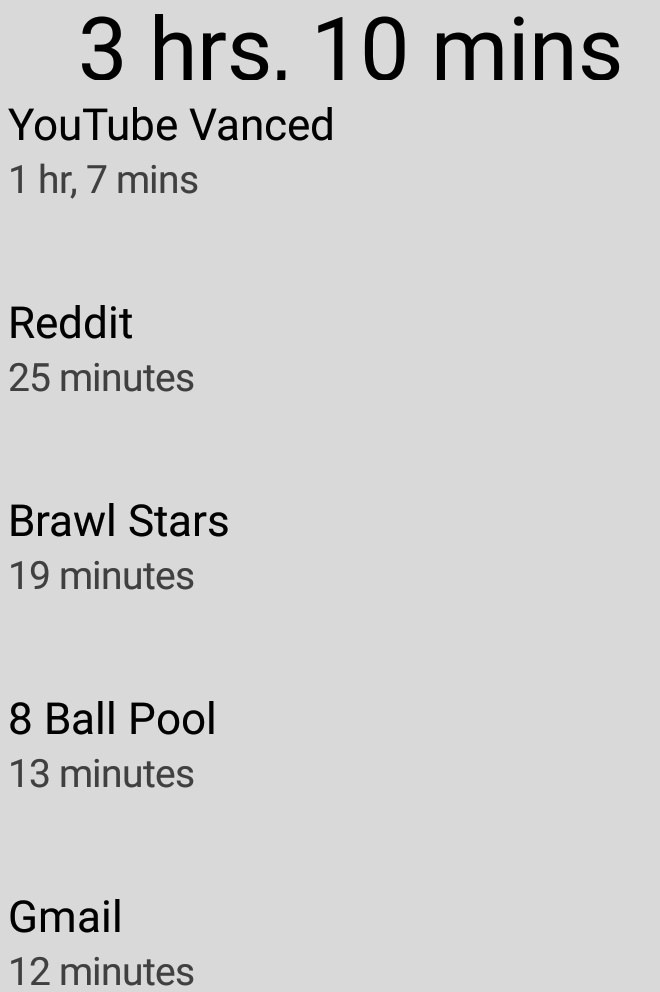 3 hrs. 10 mins
YouTube Vanced
1 hr, 7 mins
Reddit
25 minutes
Brawl Stars
19 minutes
8 Ball Pool
13 minutes
Gmail
12 minutes